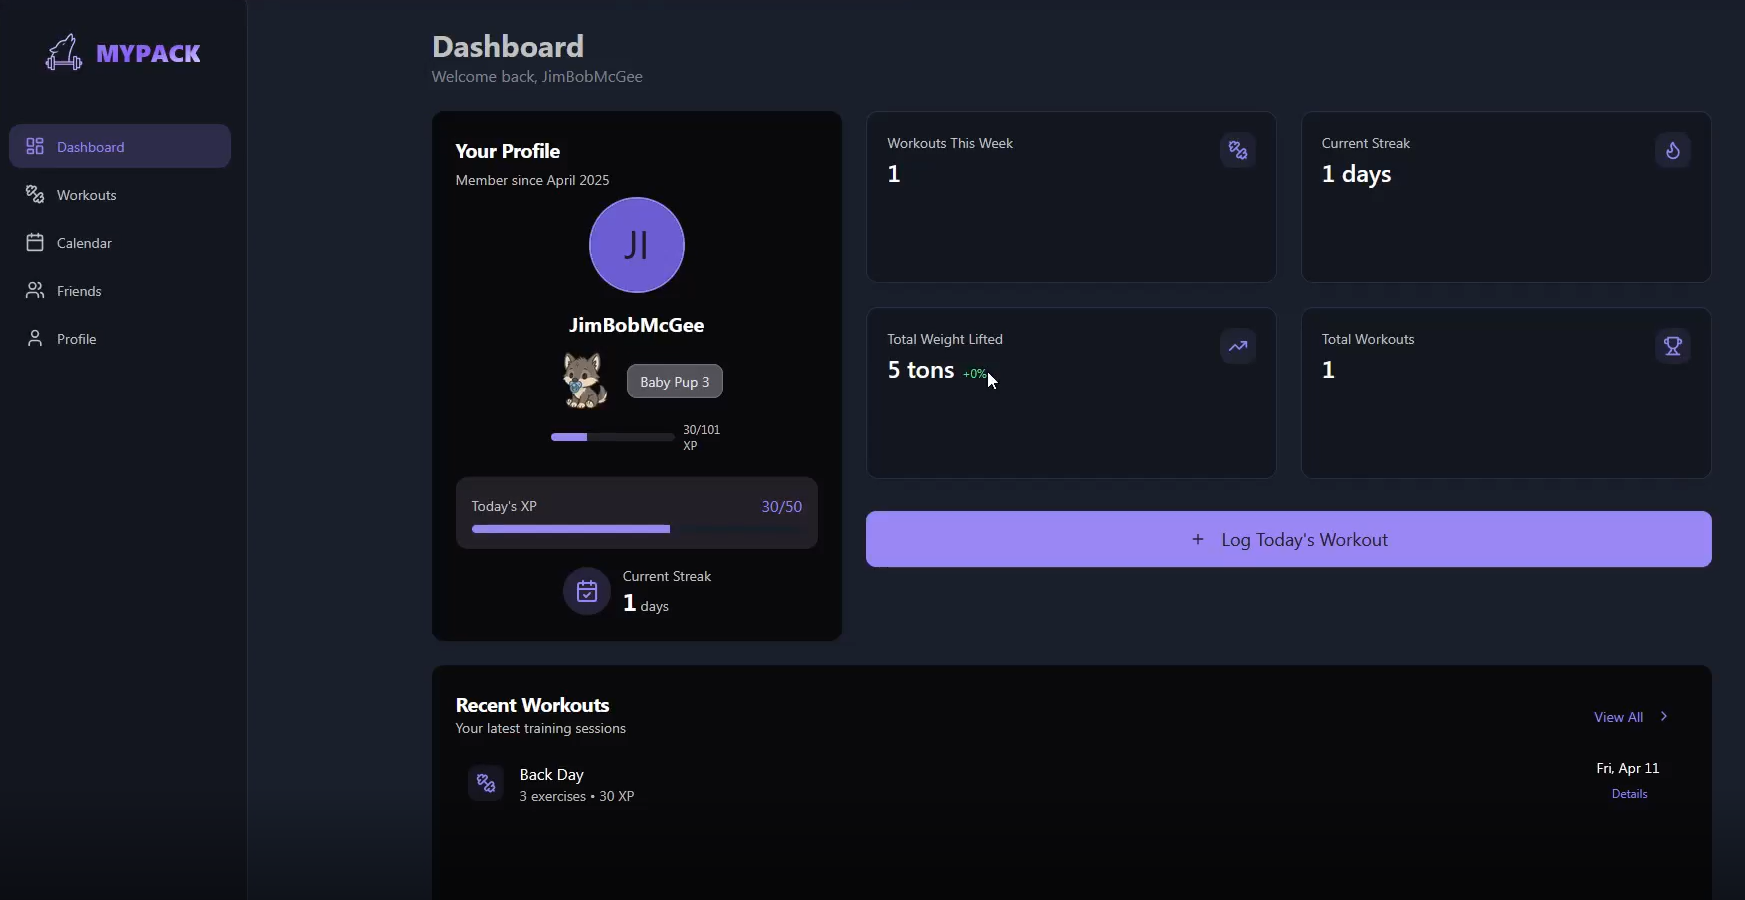 MYPACK
Dashboard
Workouts
Calendar
Friends
Profile
Dashboard
Welcome back, JimBobMcGee
Your Profile
Member since April 2025
JI
JimBobMcGee
Baby Pup 3
30/101
XP
Today's XP 30/50
Current Streak
1 days
Workouts This Week
1
Current Streak
1 days
Total Weight Lifted
5 tons +0%
Total Workouts
1
+ Log Today's Workout
Recent Workouts
Your latest training sessions
View All >
Back Day
3 exercises • 30 XP
Fri, Apr 11
Details